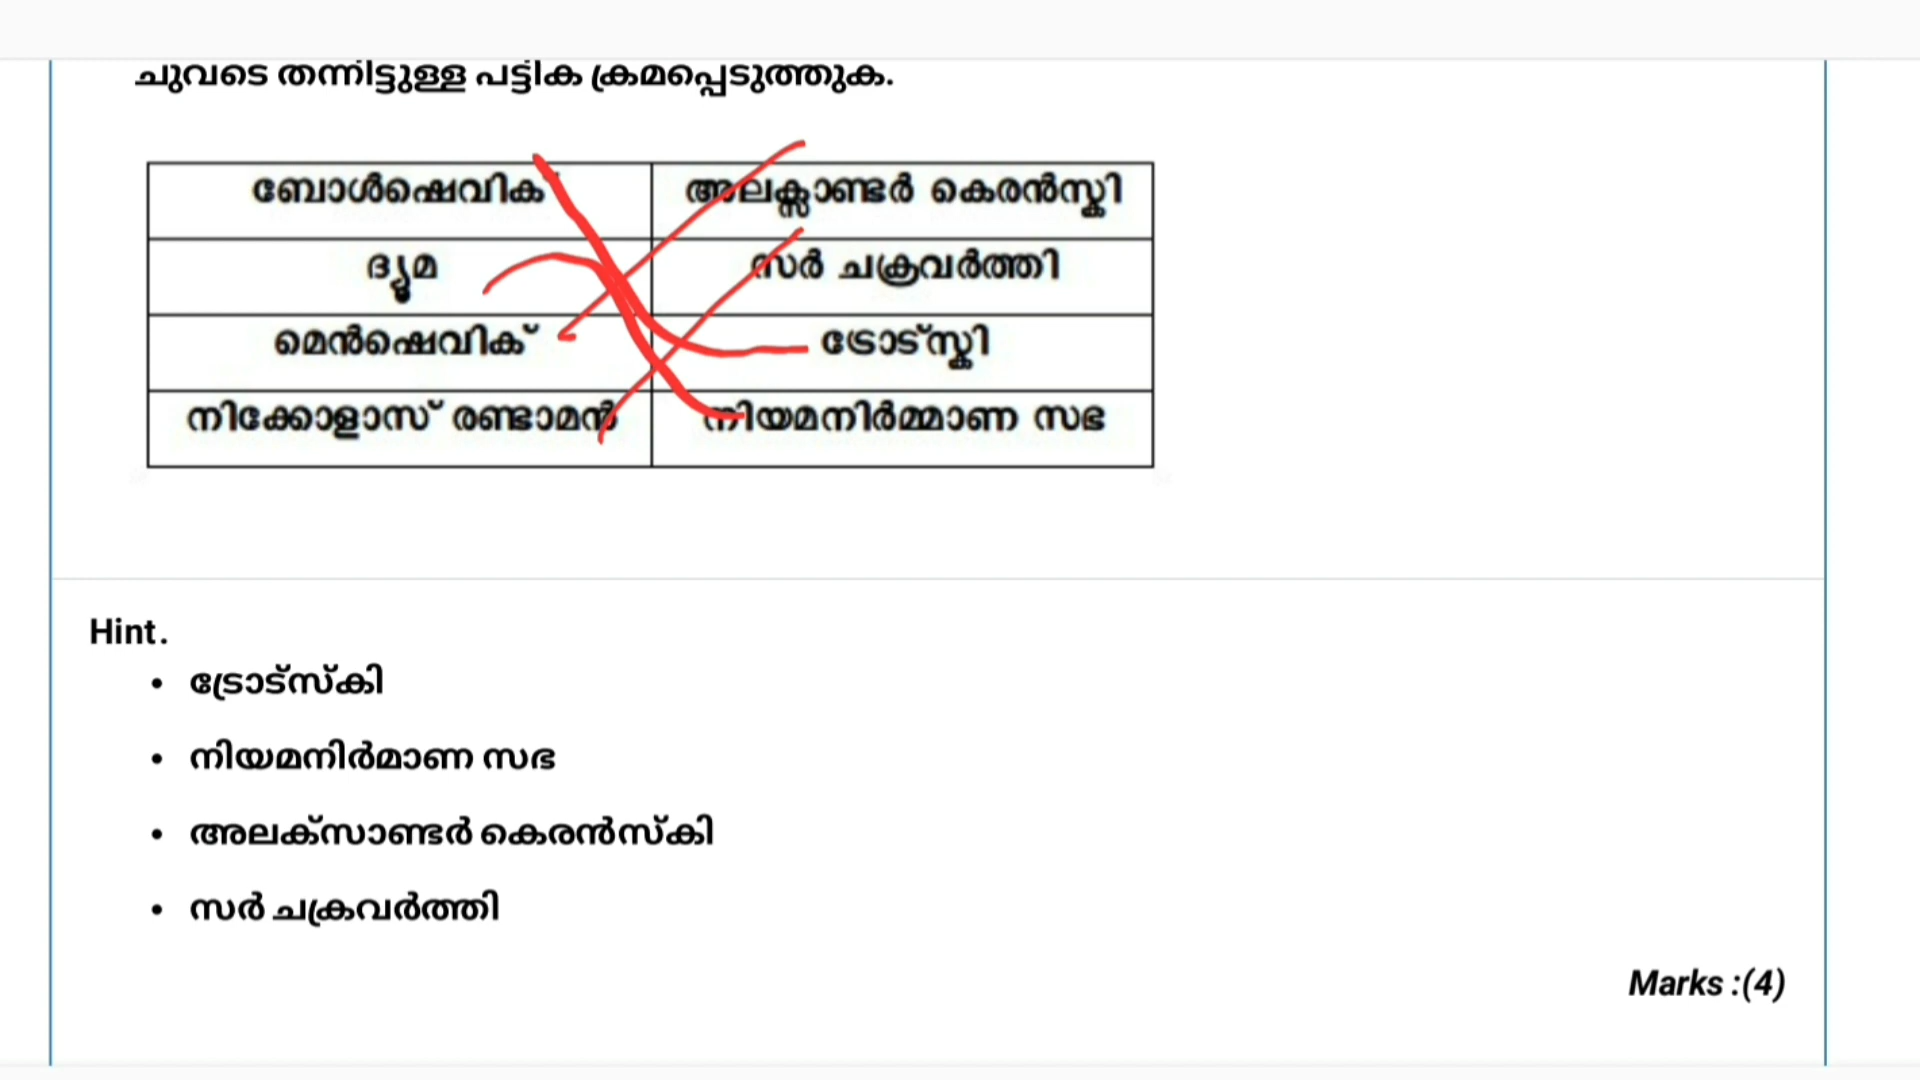 ചുവടെ തന്നിട്ടുള്ള പട്ടിക ക്രമപ്പെടുത്തുക.
ബോൾഷെവിക് അലക്സാണ്ടർ കെരൻസ്കി
ദ്യൂമ സർ ചക്രവർത്തി
മെൻഷെവിക് ട്രോട്സ്കി
നിക്കോളാസ് രണ്ടാമൻ നിയമനിർമ്മാണ സഭ
Hint.
• ട്രോട്സ്കി
• നിയമനിർമാണ സഭ
• അലക്സാണ്ടർ കെരൻസ്കി
• സർ ചക്രവർത്തി
Marks :(4)